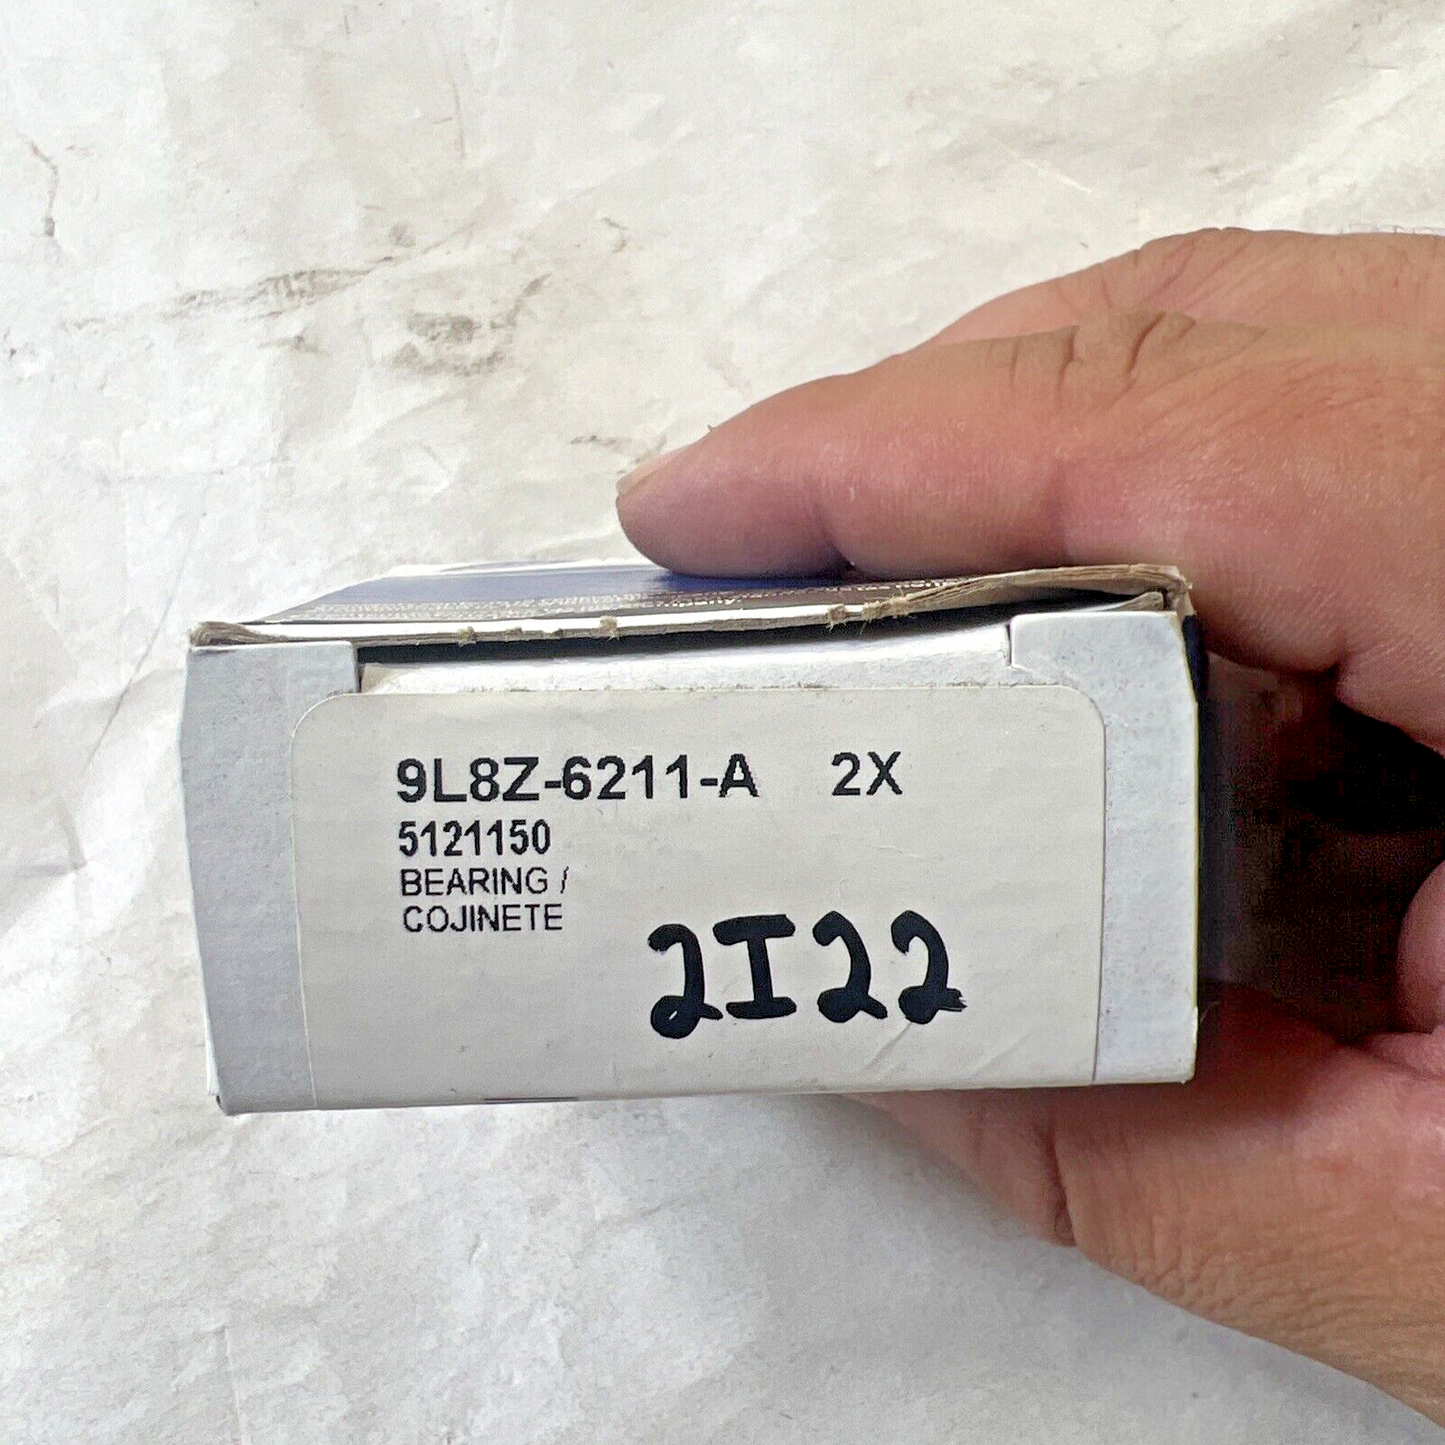 9L8Z-6211-A 2X
5121150
BEARING /
COJINETE
2I22